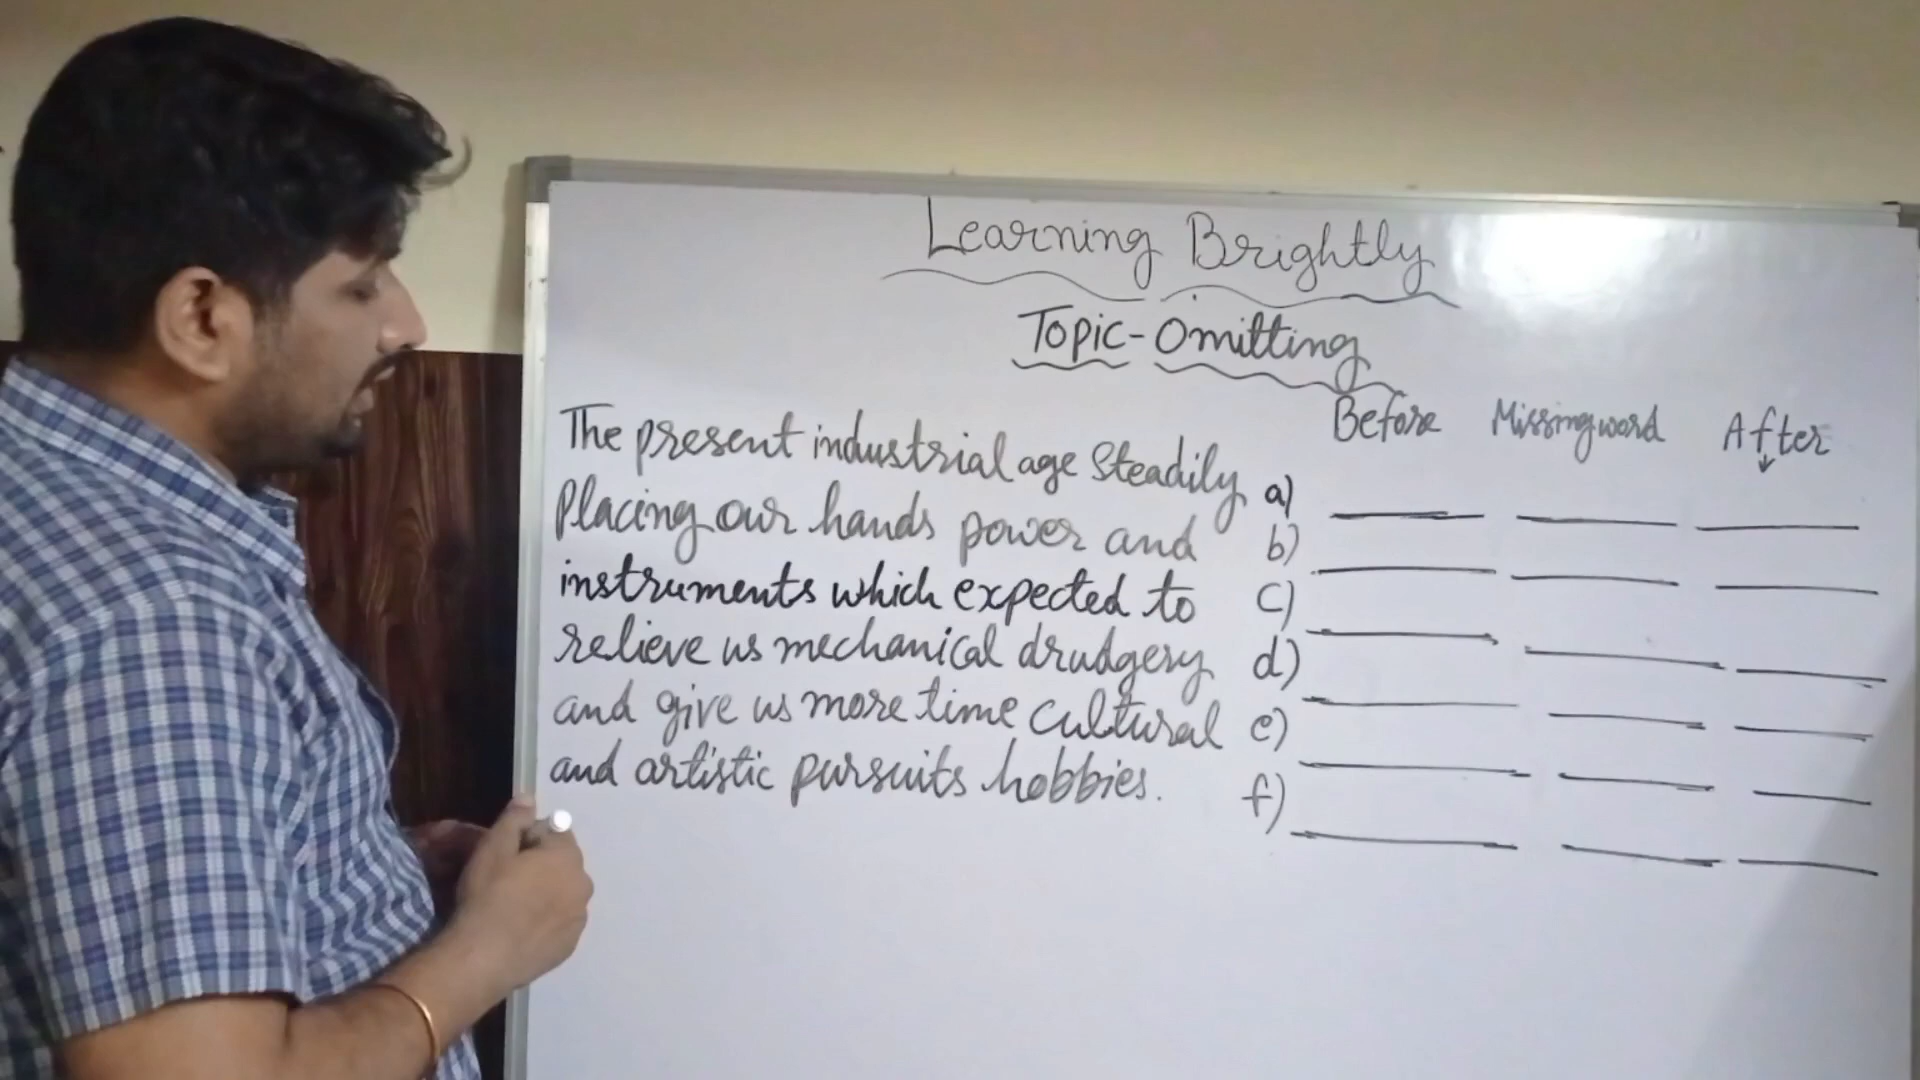 Learning Brightly
Topic-Omitting
Before Missing word After
The present industrial age Steadily
Placing our hands power and
instruments which expected to
relieve us mechanical drudgery
and give us more time cultural
and artistic pursuits hobbies.
a)
b)
c)
d)
e)
f)